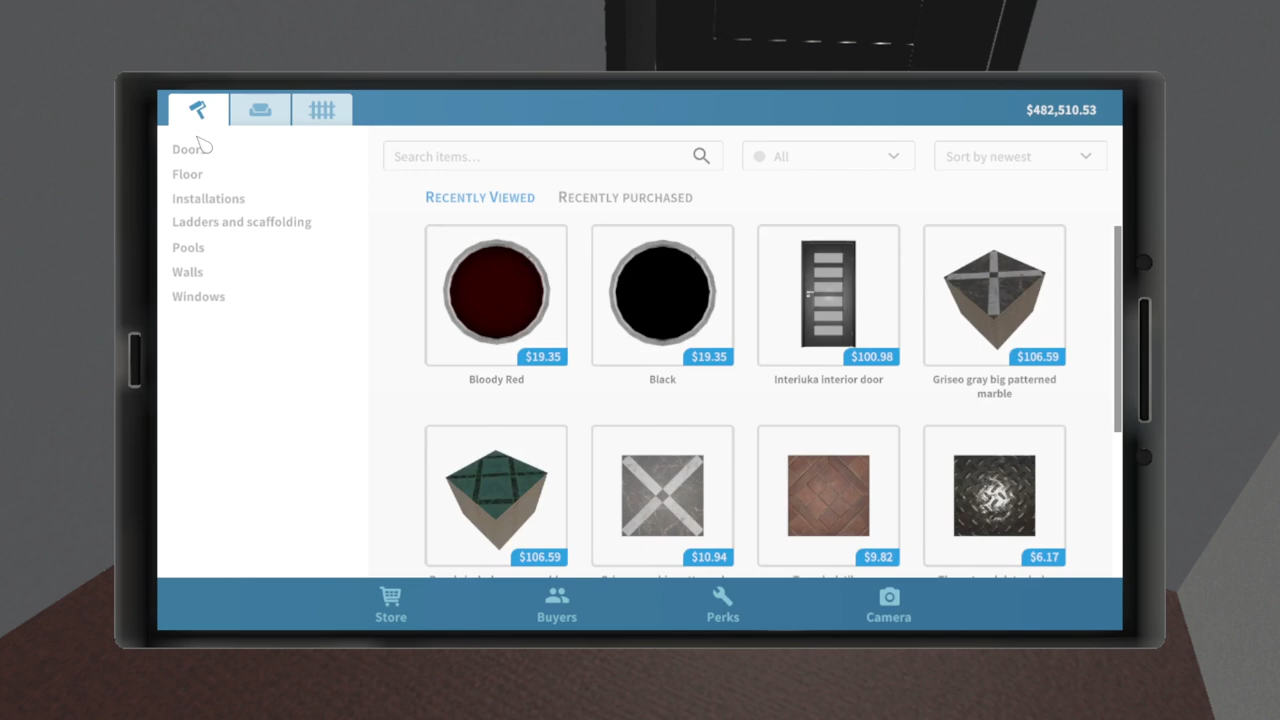 $482,510.53
Door
Floor
Installations
Ladders and scaffolding
Pools
Walls
Windows
Search items...
All
Sort by newest
RECENTLY VIEWED
RECENTLY PURCHASED
$19.35
$19.35
$100.98
$106.59
Bloody Red
Black
Interiuka interior door
Griseo gray big patterned
marble
$106.59
$10.94
$9.82
$6.17
Store
Buyers
Perks
Camera